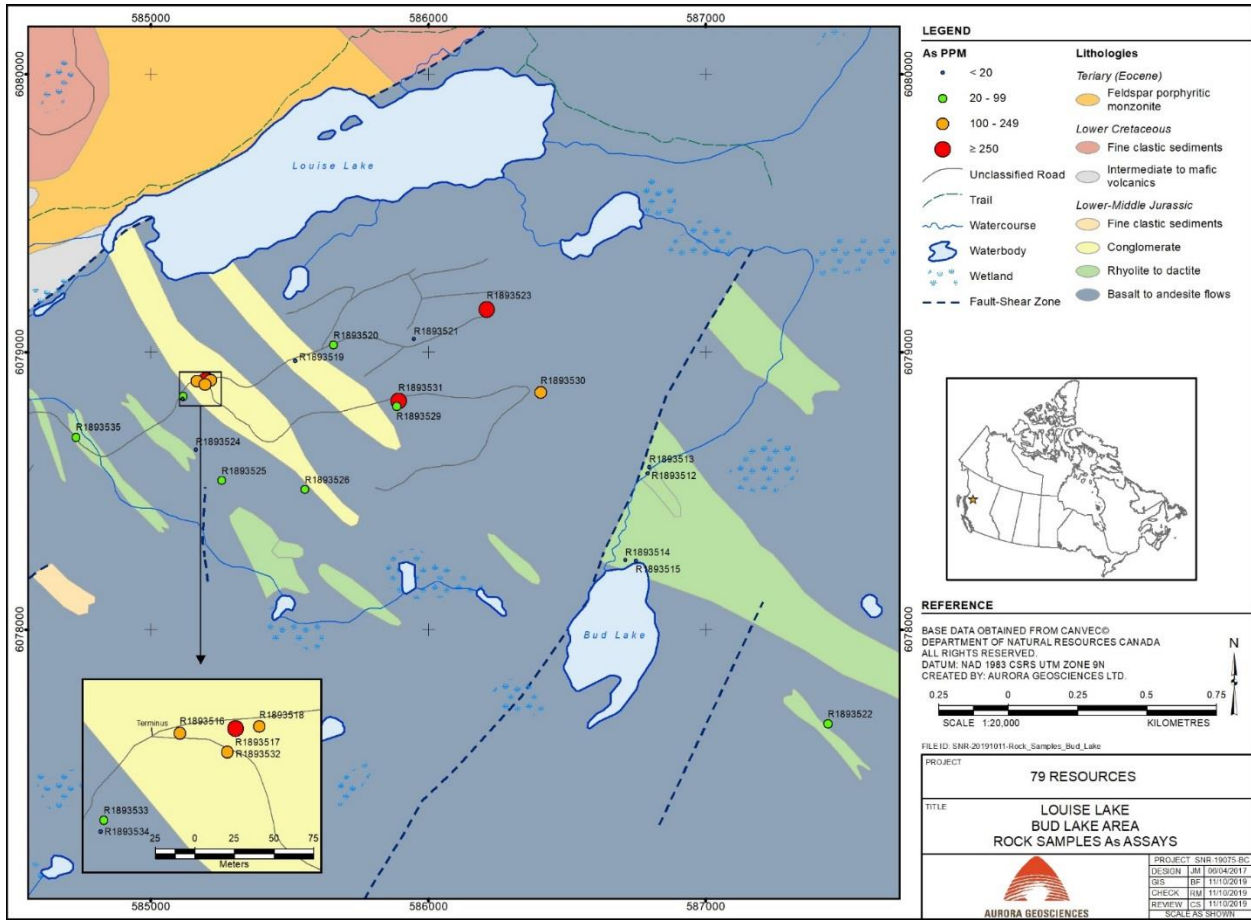 585000
586000
587000
6080000
6080000
Louise Lake
R1893523
R1893520
R1893521
6079000
6079000
R1893519
R1893531
R1893530
R1893529
R1893535
R1893524
R1893513
R1893525
R1893512
R1893526
R1893514
R1893515
6078000
6078000
Bud Lake
R1893522
Terminus
R1893516
R1893518
R1893517
R1893532
R1893533
R1893534
25 0 25 50 75
Meters
585000
586000
587000
LEGEND
As PPM
< 20
20 - 99
100 - 249
≥ 250
Unclassified Road
Trail
Watercourse
Waterbody
Wetland
Fault-Shear Zone
Lithologies
Teriary (Eocene)
Feldspar porphyritic
monzonite
Lower Cretaceous
Fine clastic sediments
Intermediate to mafic
volcanics
Lower-Middle Jurassic
Fine clastic sediments
Conglomerate
Rhyolite to dactite
Basalt to andesite flows
REFERENCE
BASE DATA OBTAINED FROM CANVEC©
DEPARTMENT OF NATURAL RESOURCES CANADA
ALL RIGHTS RESERVED.
DATUM: NAD 1983 CSRS UTM ZONE 9N
CREATED BY: AURORA GEOSCIENCES LTD.
N
0.25 0 0.25 0.5 0.75
SCALE 1:20,000 KILOMETRES
FILE ID: SNR-20191011-Rock_Samples_Bud_Lake
PROJECT
79 RESOURCES
TITLE
LOUISE LAKE
BUD LAKE AREA
ROCK SAMPLES As ASSAYS
AURORA GEOSCIENCES
PROJECT SNR-19075-BC
DESIGN JM 06/04/2017
GIS BF 11/10/2019
CHECK RM 11/10/2019
REVIEW CS 11/10/2019
SCALE AS SHOWN